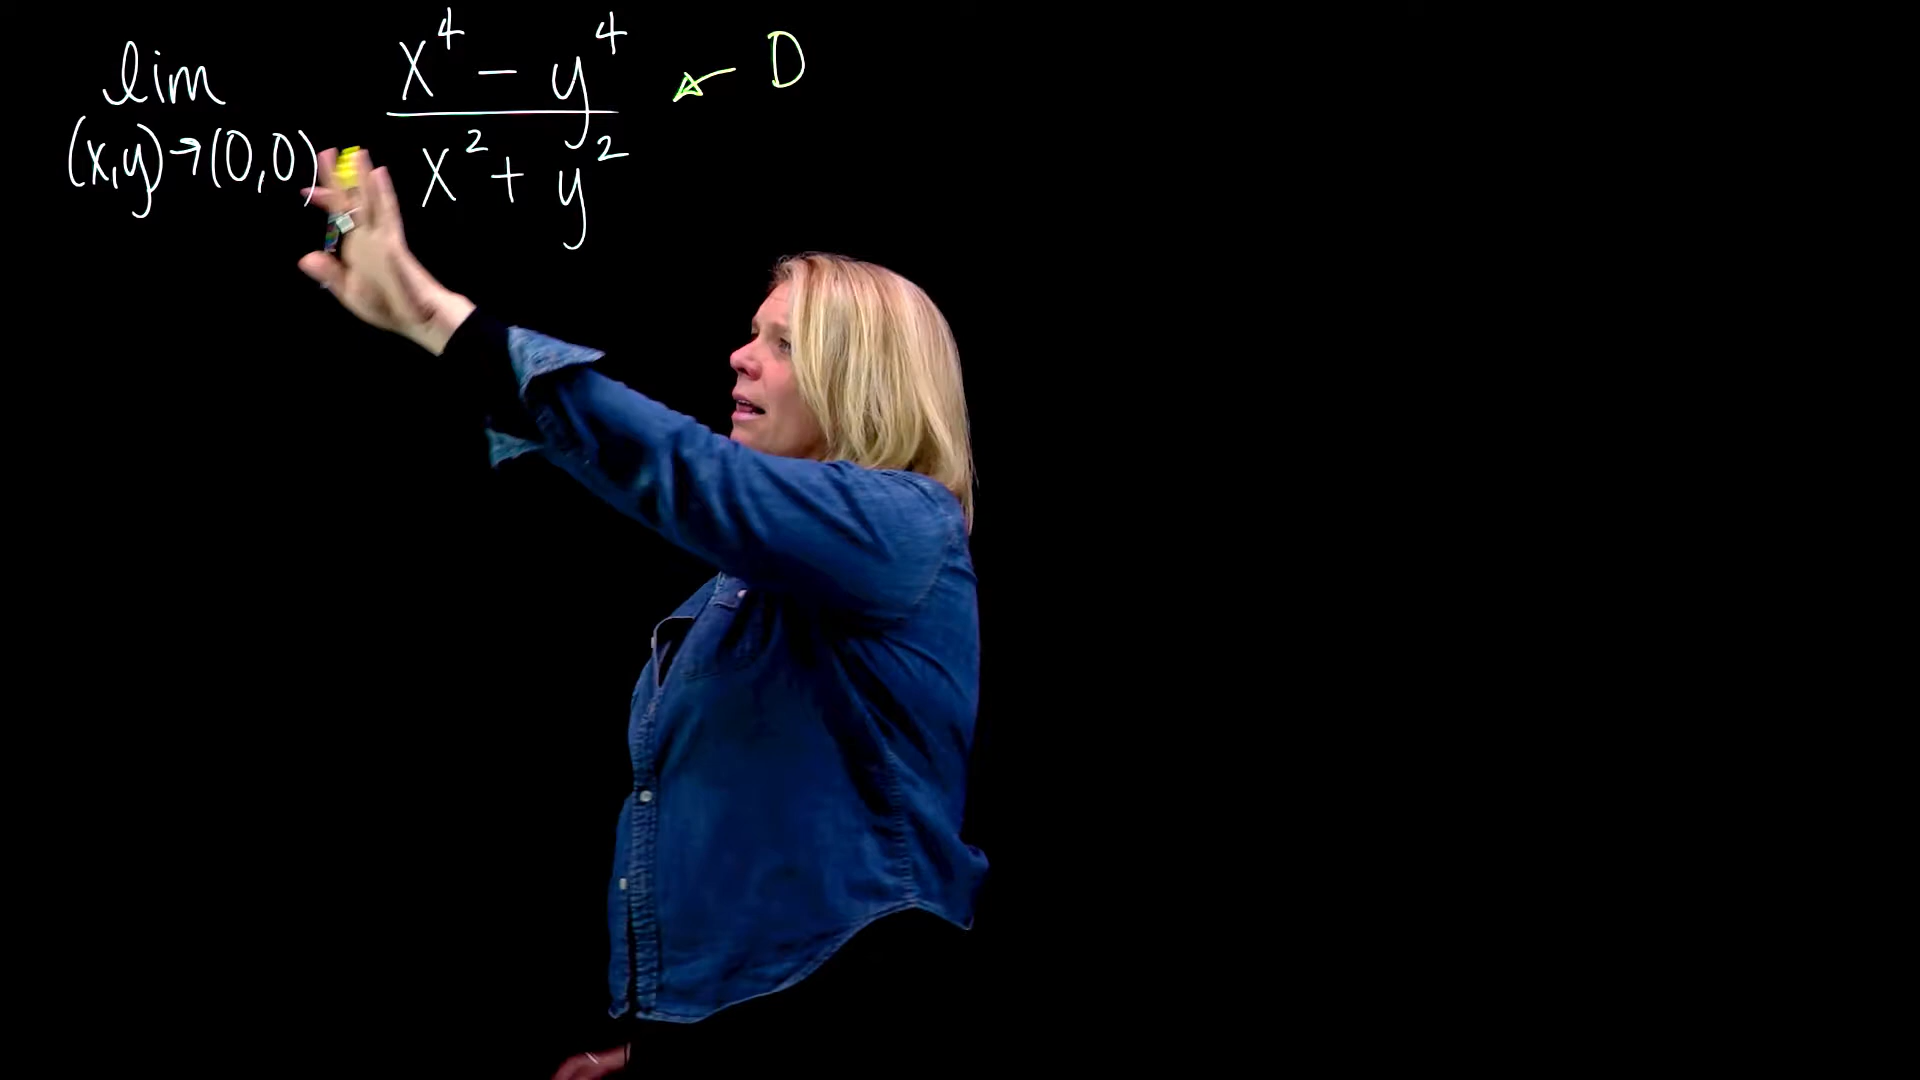 lim x⁴ - y⁴ ← D
(x,y)→(0,0) x² + y²